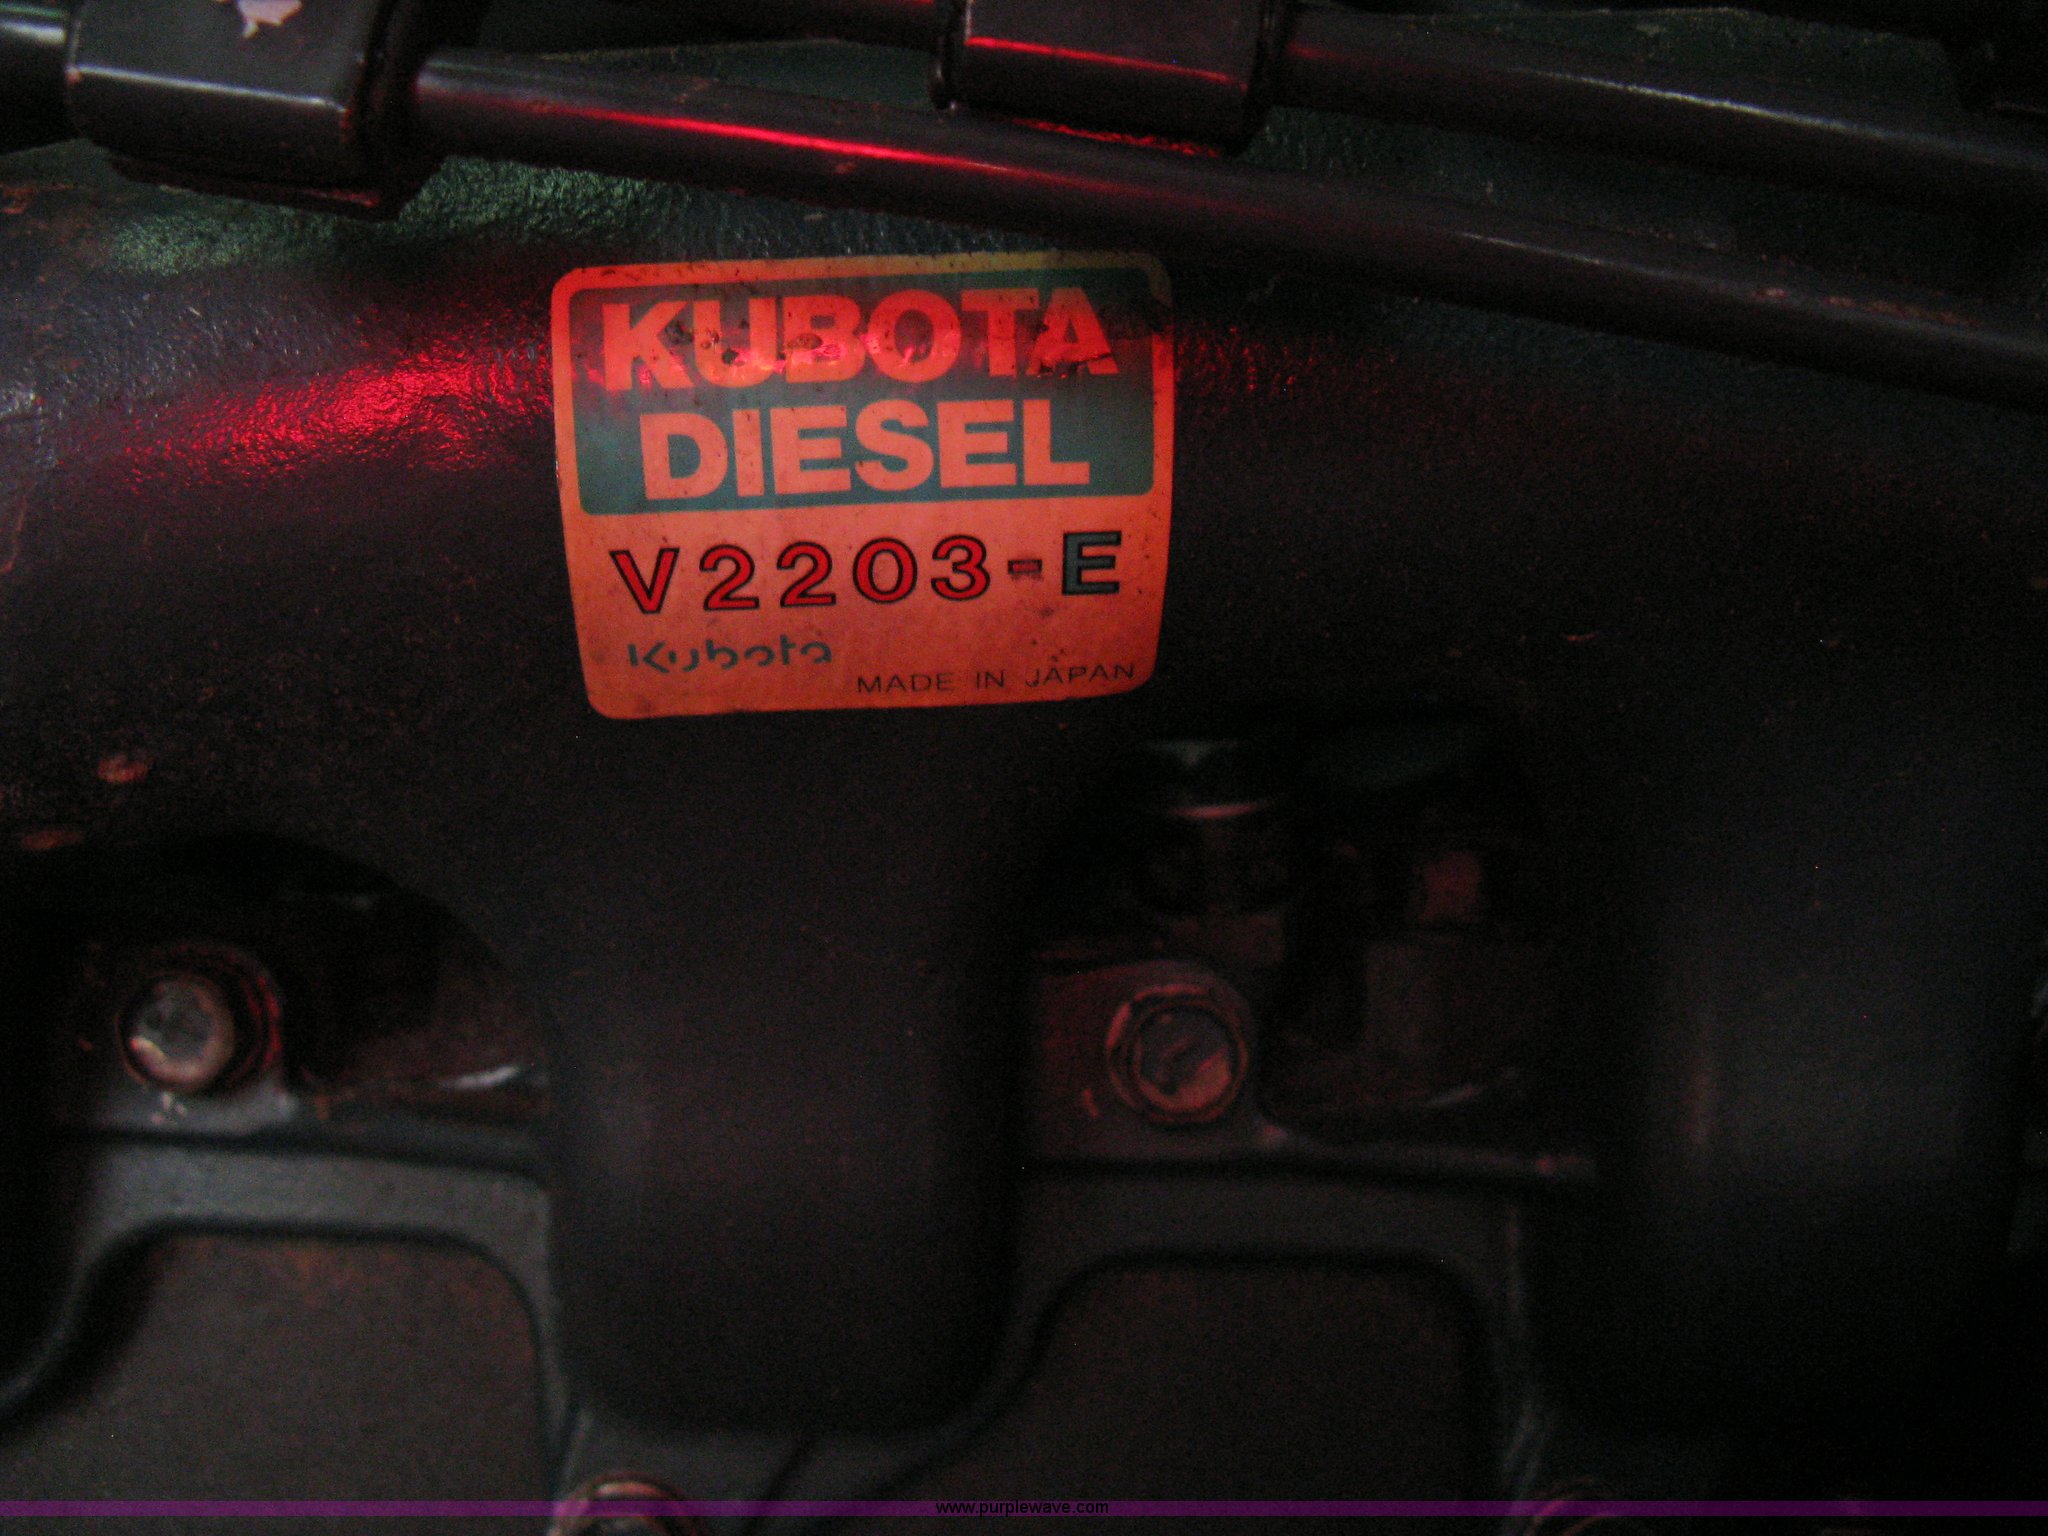 KUBOTA
DIESEL
V2203-E
Kubota
MADE IN JAPAN
www.purplewave.com